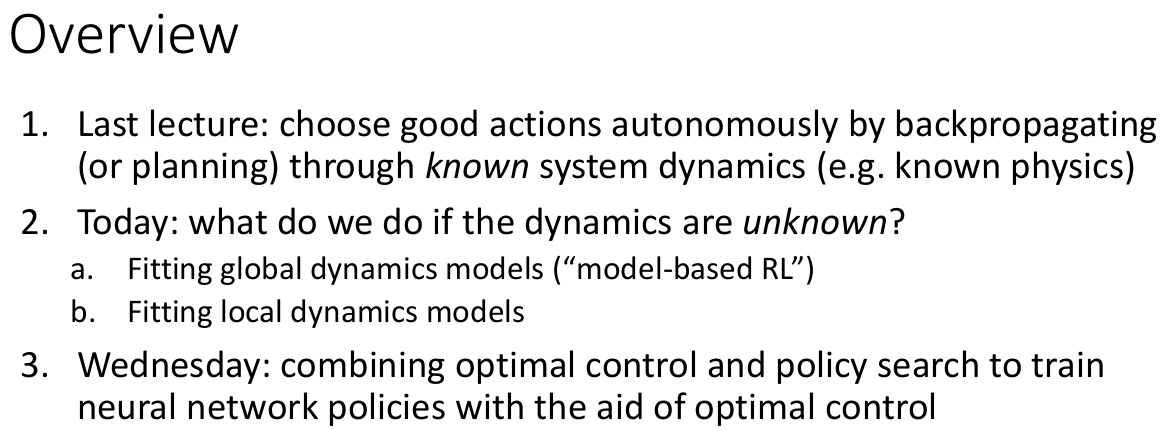 Overview
1. Last lecture: choose good actions autonomously by backpropagating
(or planning) through known system dynamics (e.g. known physics)
2. Today: what do we do if the dynamics are unknown?
a. Fitting global dynamics models (“model-based RL”)
b. Fitting local dynamics models
3. Wednesday: combining optimal control and policy search to train
neural network policies with the aid of optimal control